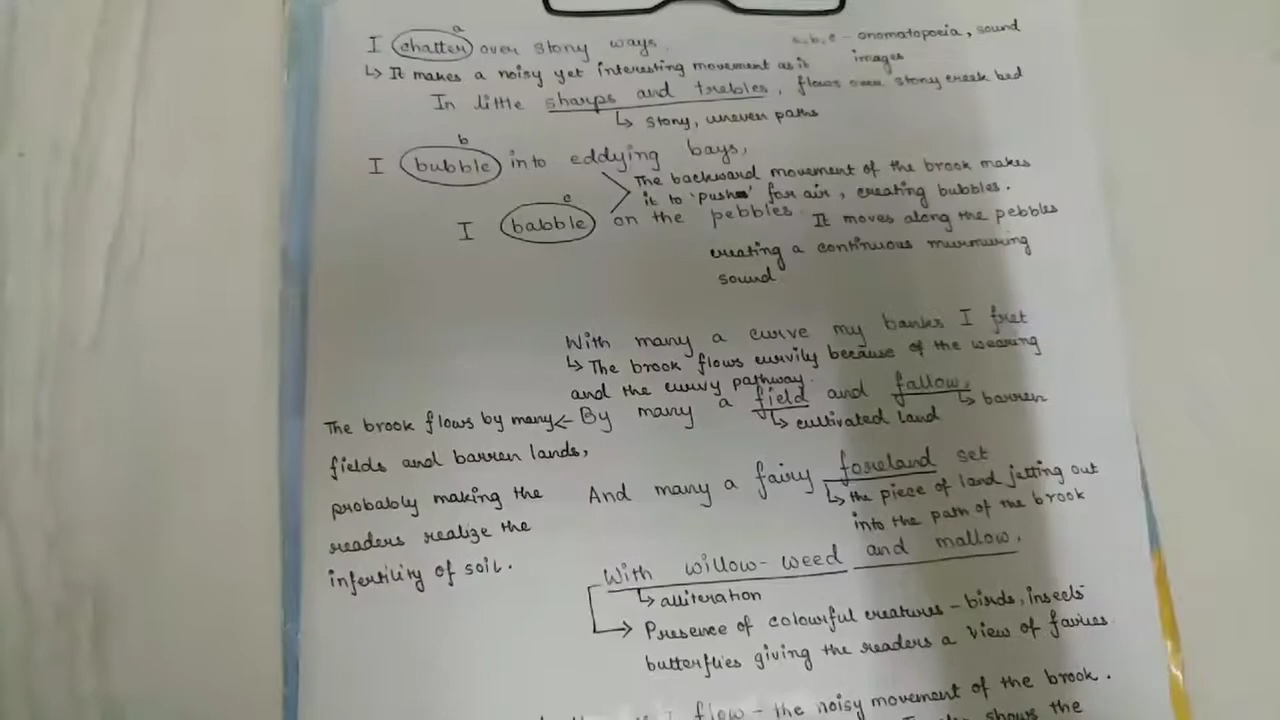 a
I chatter over stony ways.
a, b, c - onomatopoeia, sound images
↳ It makes a noisy yet interesting movement as it flows over stony creek bed
In little sharps and trebles,
↳ stony, uneven paths
b
I bubble into eddying bays,
The backward movement of the brook makes
it to 'push' for air, creating bubbles.
c
I babble on the pebbles.
It moves along the pebbles
creating a continuous murmuring
sound
With many a curve my banks I fret
↳ The brook flows curvily because of the wearing
and the curvy pathway.
By many a field and fallow,
↳ cultivated land
↳ barren
The brook flows by many
fields and barren lands,
probably making the
readers realize the
infertility of soil.
And many a fairy foreland set
↳ the piece of land jetting out
into the path of the brook
With willow-weed and mallow.
↳ alliteration
Presence of colourful creatures - birds, insects
butterflies giving the readers a view of fairies
flow - the noisy movement of the brook.
shows the